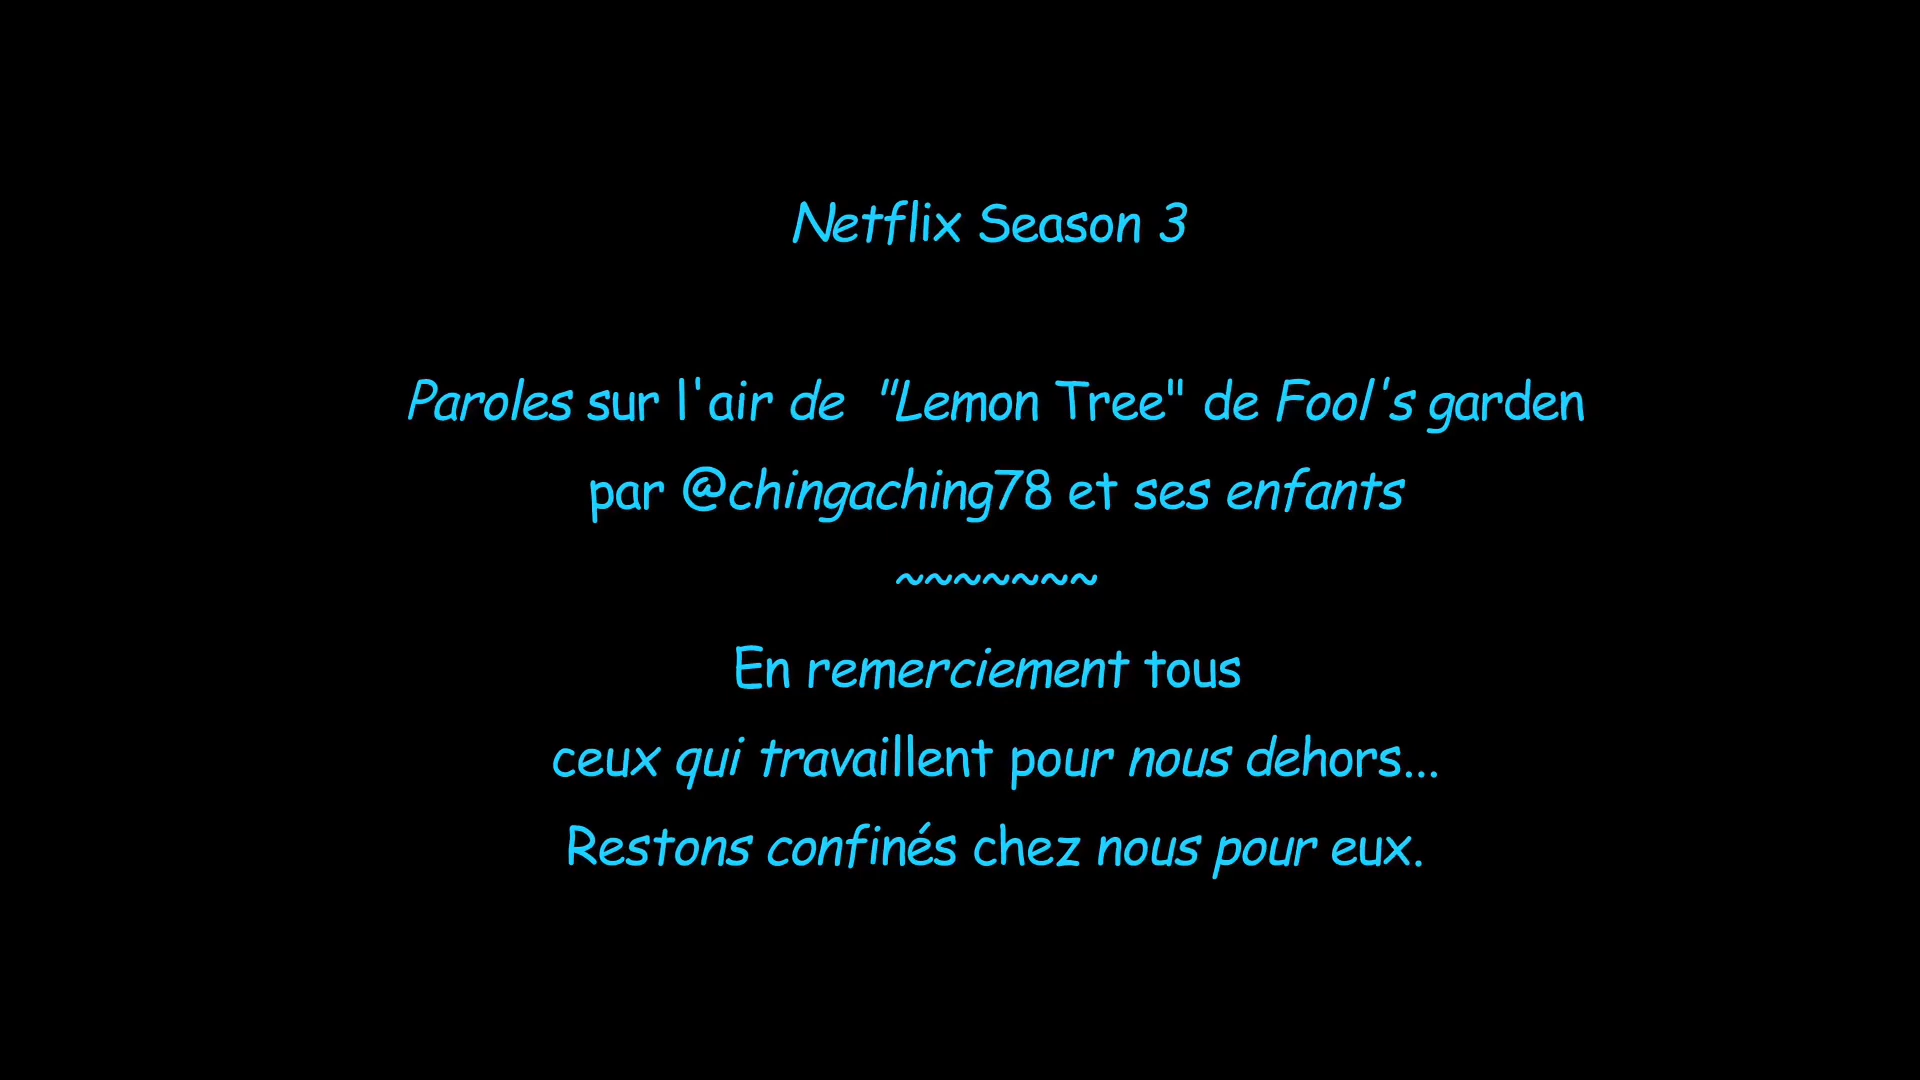 Netflix Season 3
Paroles sur l'air de "Lemon Tree" de Fool's garden
par @chingaching78 et ses enfants
~~~~~~~
En remerciement tous
ceux qui travaillent pour nous dehors...
Restons confinés chez nous pour eux.